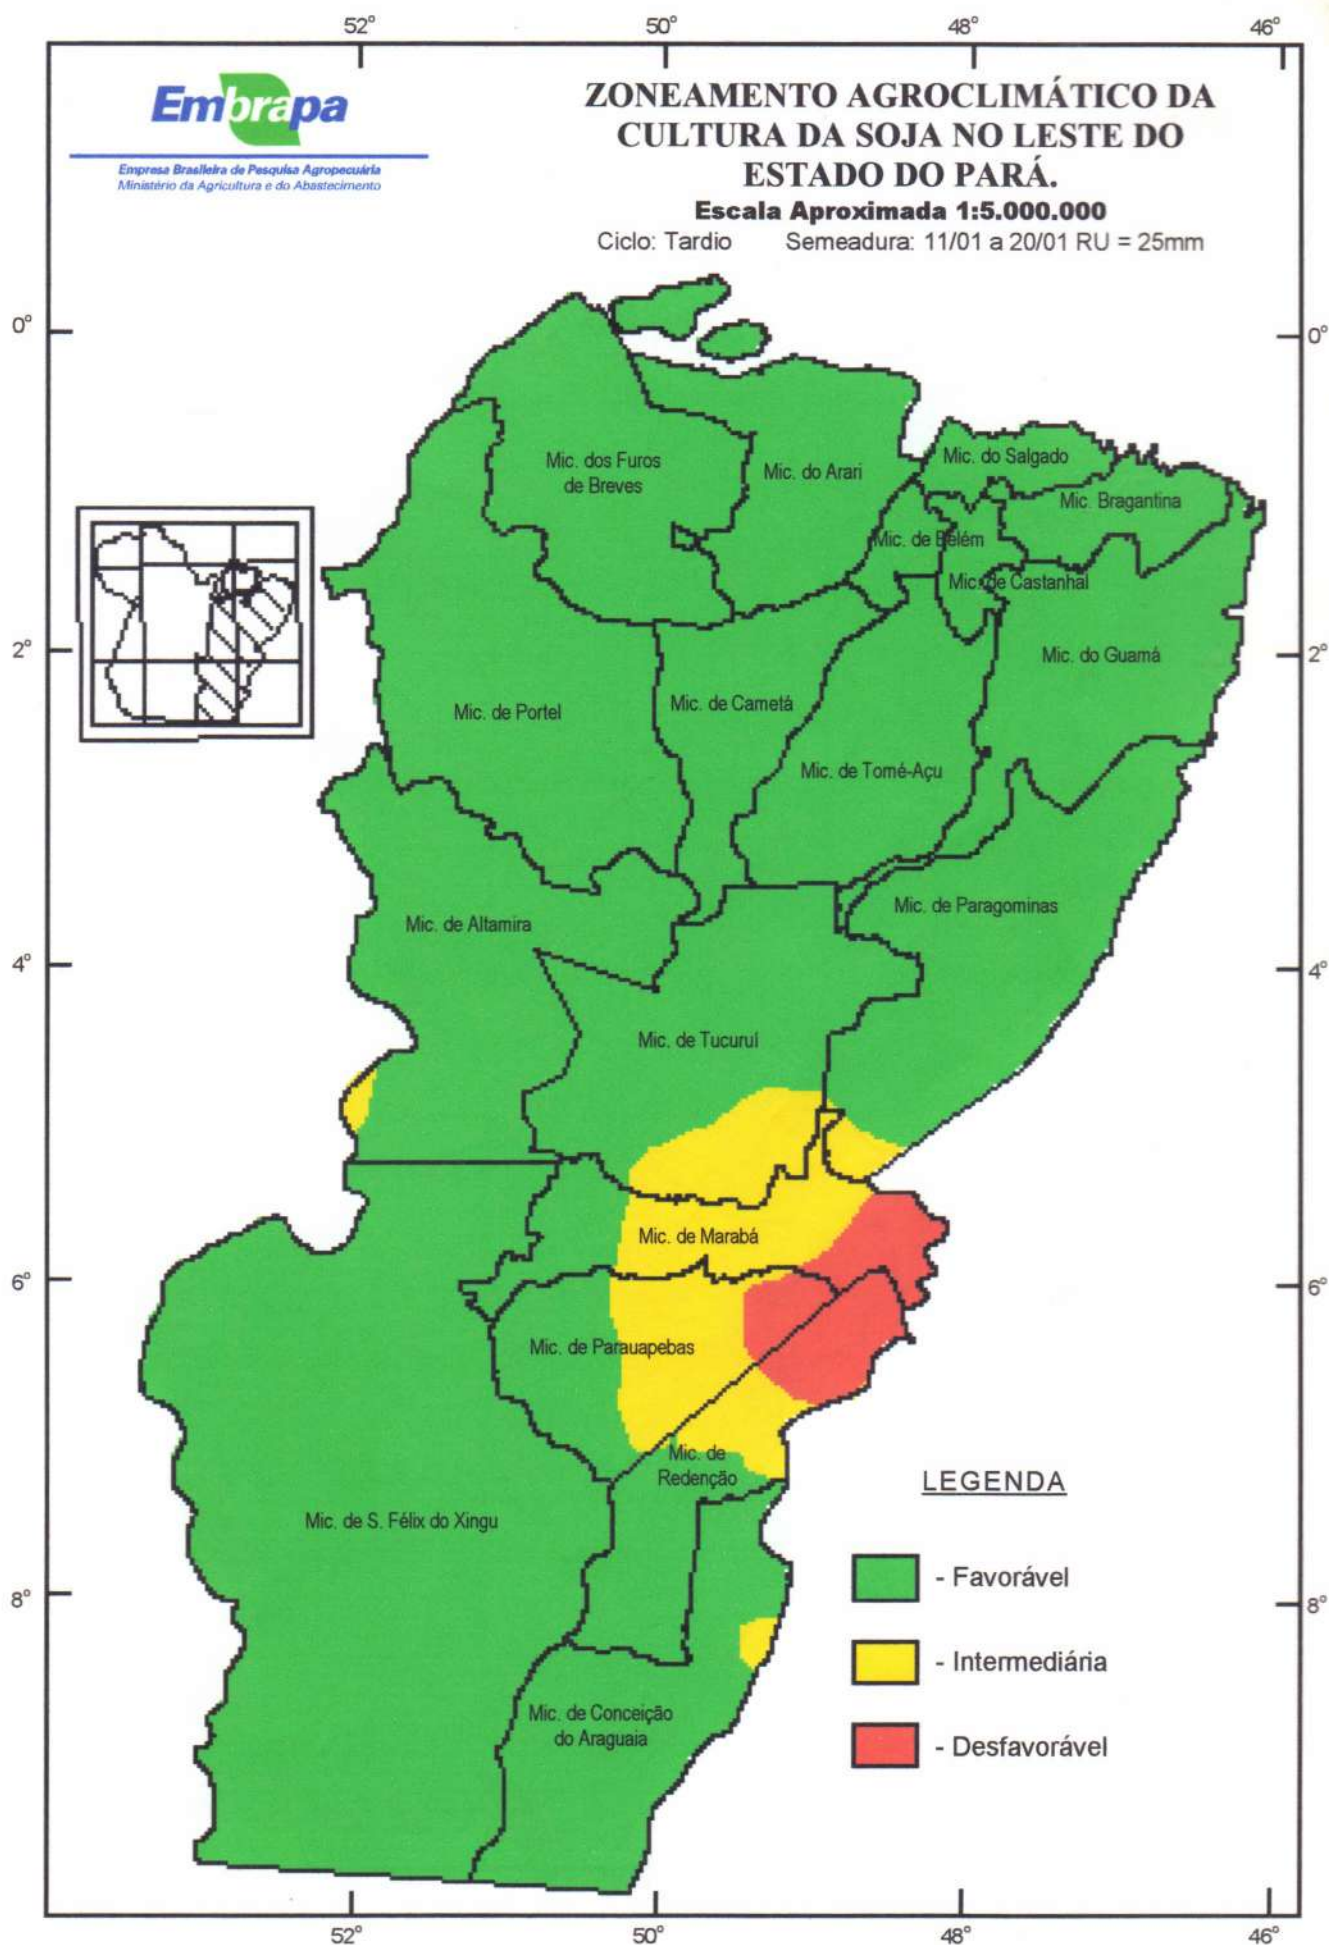 52°
50°
48°
46°
Embrapa
Empresa Brasileira de Pesquisa Agropecuária
Ministério da Agricultura e do Abastecimento
ZONEAMENTO AGROCLIMÁTICO DA
CULTURA DA SOJA NO LESTE DO
ESTADO DO PARÁ.
Escala Aproximada 1:5.000.000
Ciclo: Tardio Semeadura: 11/01 a 20/01 RU = 25mm
0°
0°
Mic. dos Furos
de Breves
Mic. do Arari
Mic. do Salgado
Mic. Bragantina
Mic. de Belém
Mic. de Castanhal
2°
Mic. do Guamá
2°
Mic. de Portel
Mic. de Cametá
Mic. de Tomé-Açu
Mic. de Altamira
Mic. de Paragominas
4°
4°
Mic. de Tucuruí
Mic. de Marabá
6°
6°
Mic. de Parauapebas
Mic. de
Redenção
Mic. de S. Félix do Xingu
LEGENDA
- Favorável
8°
8°
- Intermediária
Mic. de Conceição
do Araguaia
- Desfavorável
52°
50°
48°
46°